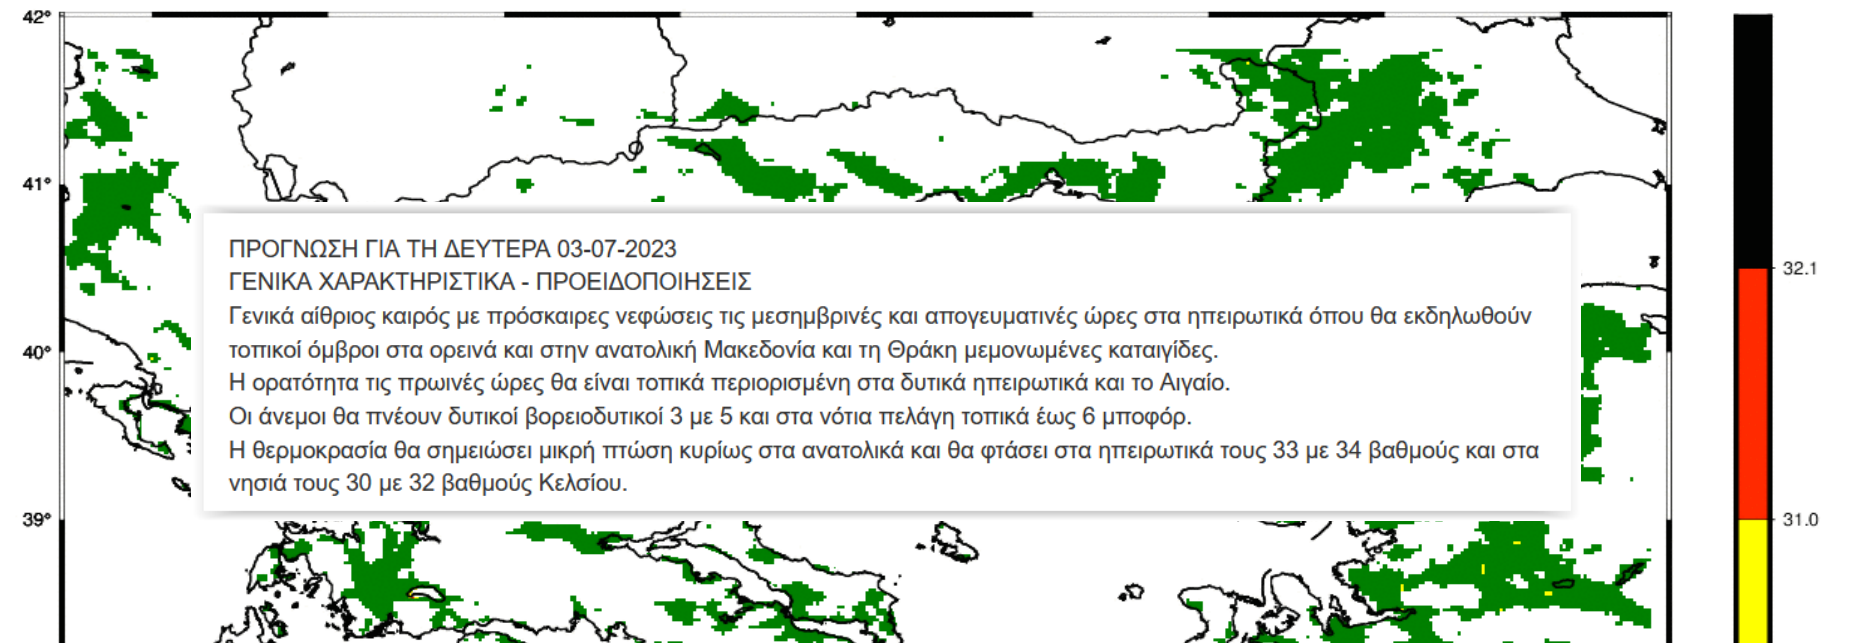 42°
41°
40°
39°
ΠΡΟΓΝΩΣΗ ΓΙΑ ΤΗ ΔΕΥΤΕΡΑ 03-07-2023
ΓΕΝΙΚΑ ΧΑΡΑΚΤΗΡΙΣΤΙΚΑ - ΠΡΟΕΙΔΟΠΟΙΗΣΕΙΣ
Γενικά αίθριος καιρός με πρόσκαιρες νεφώσεις τις μεσημβρινές και απογευματινές ώρες στα ηπειρωτικά όπου θα εκδηλωθούν
τοπικοί όμβροι στα ορεινά και στην ανατολική Μακεδονία και τη Θράκη μεμονωμένες καταιγίδες.
Η ορατότητα τις πρωινές ώρες θα είναι τοπικά περιορισμένη στα δυτικά ηπειρωτικά και το Αιγαίο.
Οι άνεμοι θα πνέουν δυτικοί βορειοδυτικοί 3 με 5 και στα νότια πελάγη τοπικά έως 6 μποφόρ.
Η θερμοκρασία θα σημειώσει μικρή πτώση κυρίως στα ανατολικά και θα φτάσει στα ηπειρωτικά τους 33 με 34 βαθμούς και στα
νησιά τους 30 με 32 βαθμούς Κελσίου.
32.1
31.0